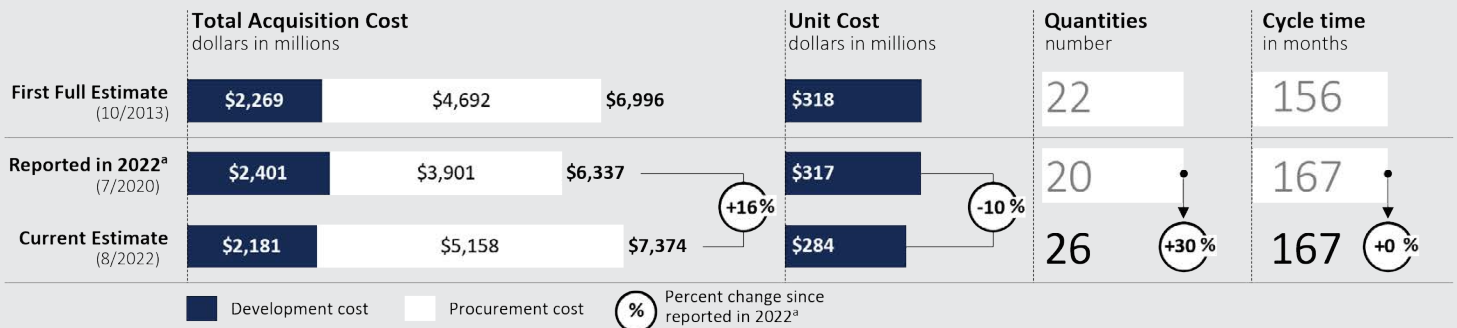 Total Acquisition Cost
dollars in millions
Unit Cost
dollars in millions
Quantities
number
Cycle time
in months
First Full Estimate
(10/2013)
$2,269
$4,692
$6,996
$318
22
156
Reported in 2022ᵃ
(7/2020)
$2,401
$3,901
$6,337
$317
20
167
+16%
-10 %
+30 %
+0 %
Current Estimate
(8/2022)
$2,181
$5,158
$7,374
$284
26
167
Development cost
Procurement cost
%
Percent change since
reported in 2022ᵃ